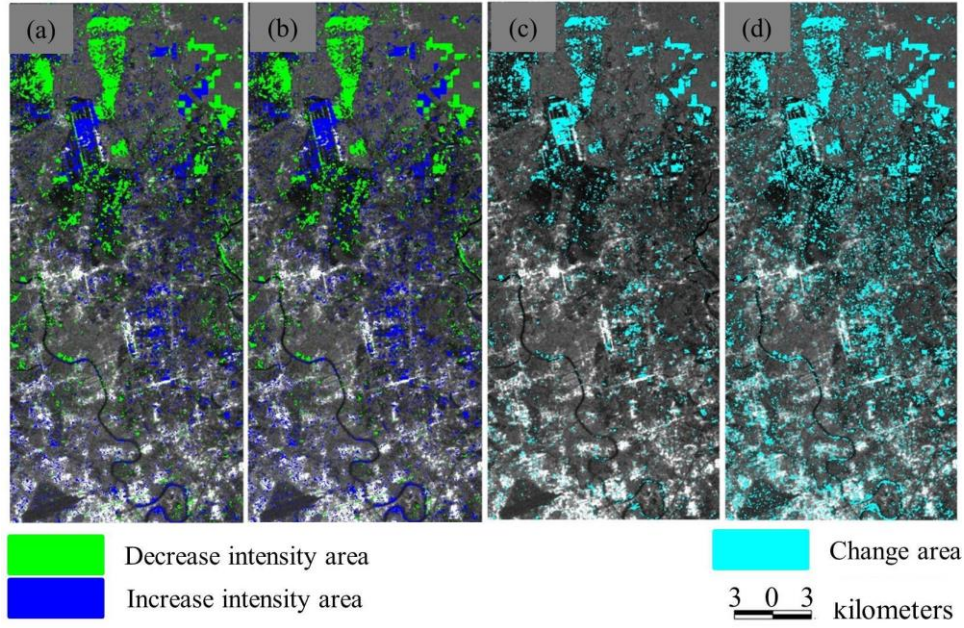 (a) (b) (c) (d)
Decrease intensity area Change area
Increase intensity area 3 0 3 kilometers